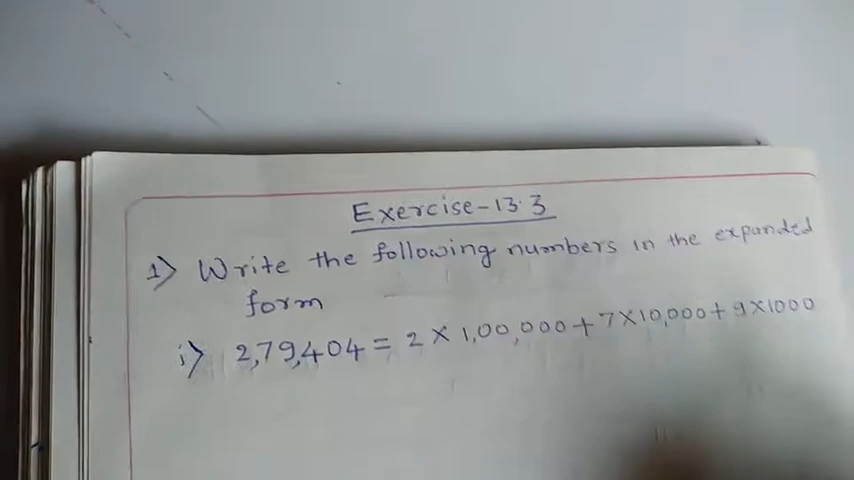 Exercise-13.3
1) Write the following numbers in the expanded
form
i) 2,79,404 = 2 × 1,00,000 + 7×10,000 + 9×1000